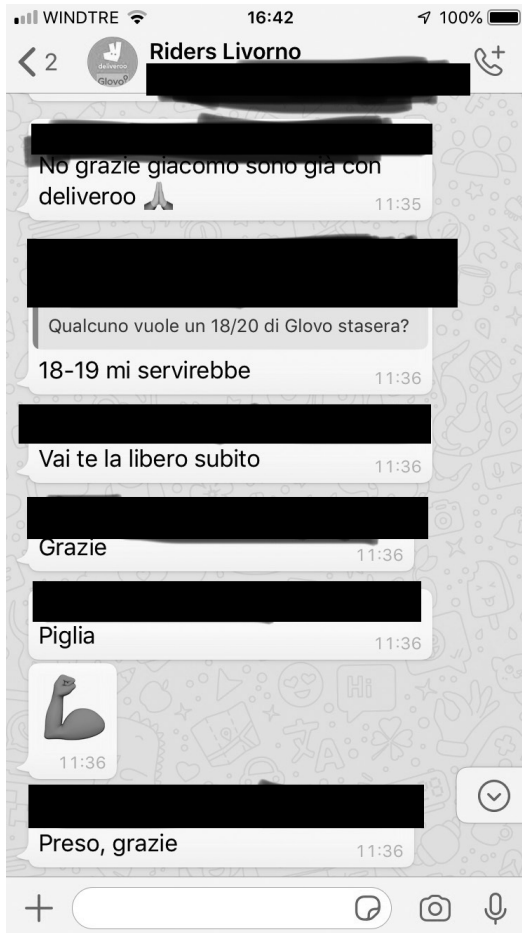 WINDTRE
16:42
100%
2
deliveroo
Glovo
Riders Livorno
No grazie giacomo sono già con
deliveroo 🙏
11:35
Qualcuno vuole un 18/20 di Glovo stasera?
18-19 mi servirebbe
11:36
Vai te la libero subito
11:36
Grazie
11:36
Piglia
11:36
💪
11:36
Preso, grazie
11:36